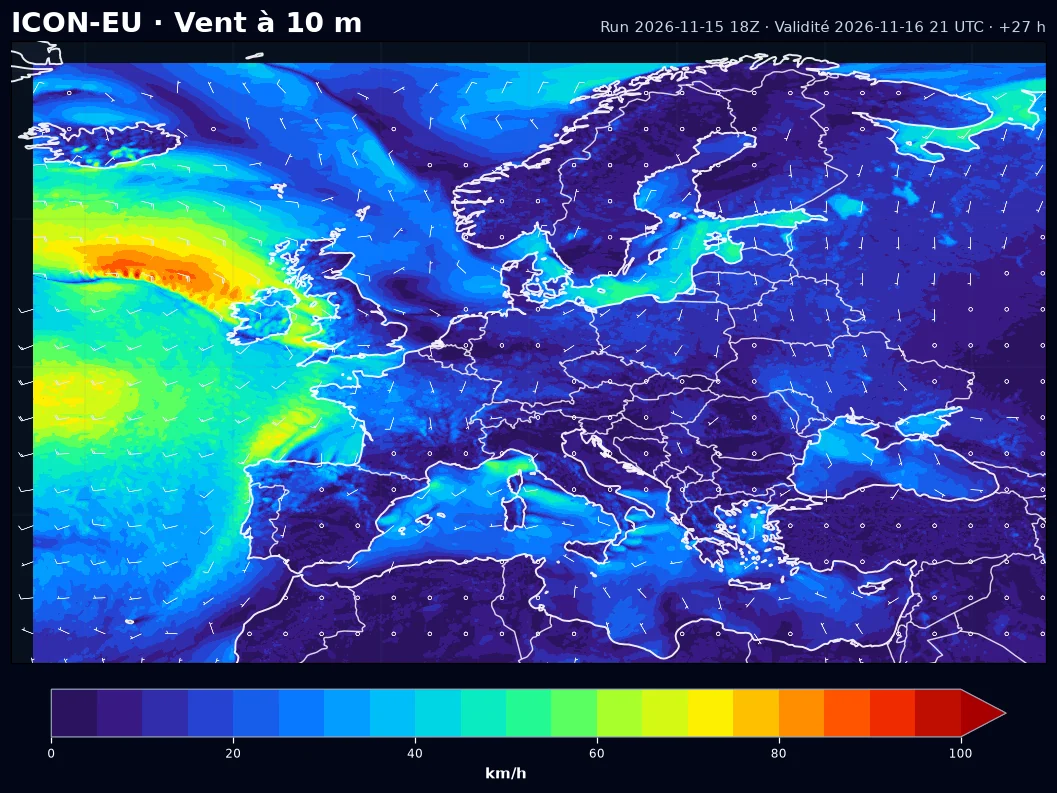 ICON-EU · Vent à 10 m
Run 2026-11-15 18Z · Validité 2026-11-16 21 UTC · +27 h
0 20 40 60 80 100
km/h